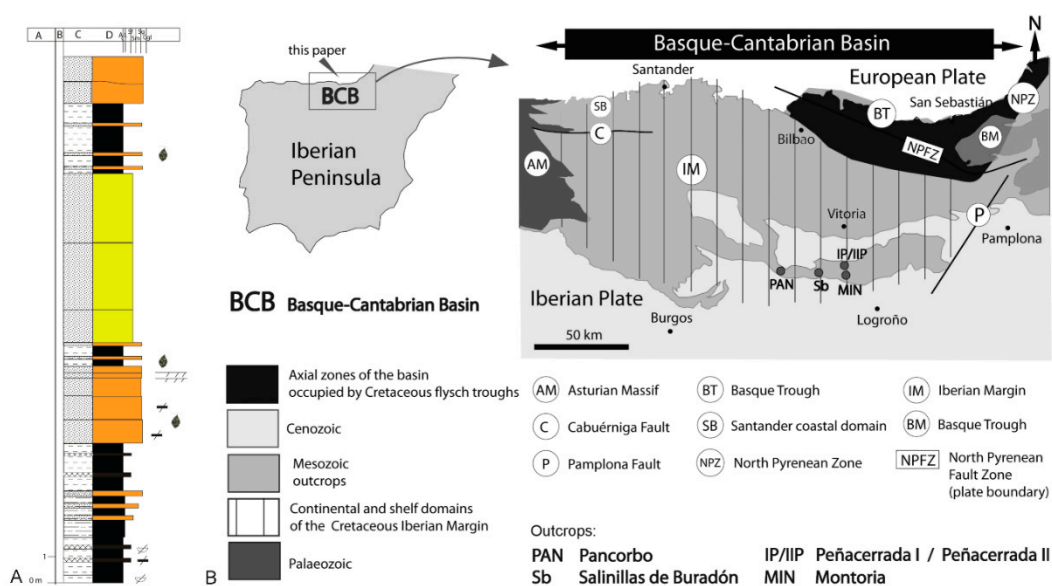 A B C D
this paper
BCB
Iberian
Peninsula
BCB Basque-Cantabrian Basin
Axial zones of the basin
occupied by Cretaceous flysch troughs
Cenozoic
Mesozoic
outcrops
Continental and shelf domains
of the Cretaceous Iberian Margin
Palaeozoic
1
0 m
A
B
Basque-Cantabrian Basin
N
Santander
European Plate
San Sebastián
NPZ
SB
BT
C
Bilbao
BM
AM
NPFZ
IM
Vitoria
P
Pamplona
IP/IIP
PAN
Sb
MIN
Iberian Plate
Burgos
Logroño
50 km
AM Asturian Massif
BT Basque Trough
IM Iberian Margin
C Cabuérniga Fault
SB Santander coastal domain
BM Basque Trough
P Pamplona Fault
NPZ North Pyrenean Zone
NPFZ North Pyrenean
Fault Zone
(plate boundary)
Outcrops:
PAN Pancorbo
IP/IIP Peñacerrada I / Peñacerrada II
Sb Salinillas de Buradón
MIN Montoria